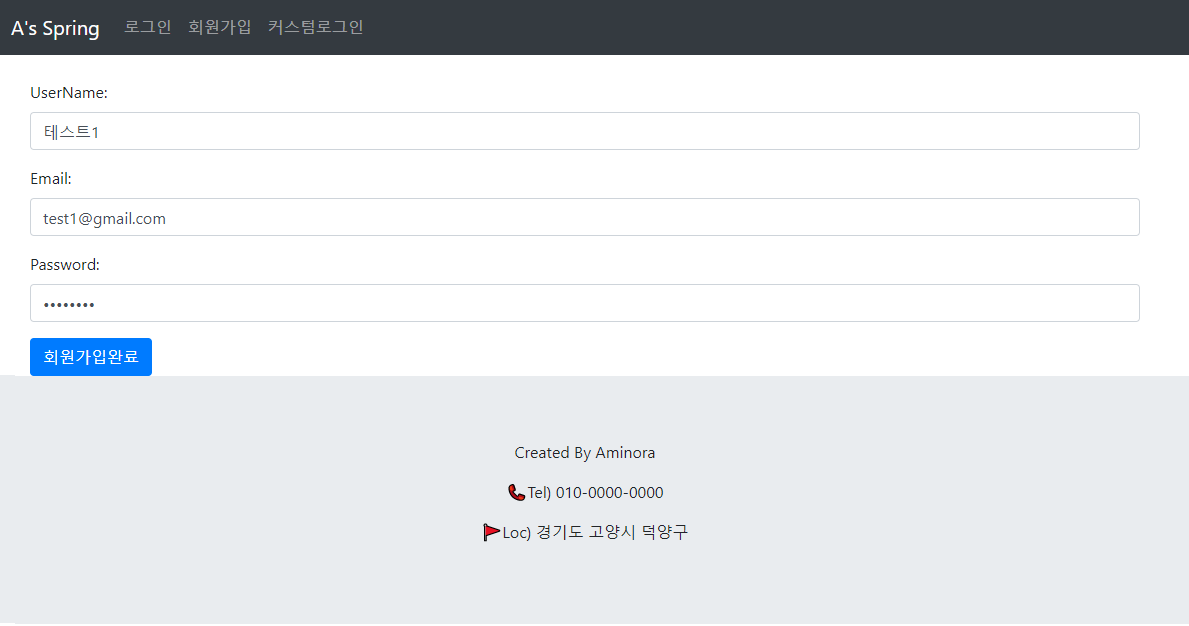 A's Spring 로그인 회원가입 커스텀로그인
UserName:
테스트1
Email:
test1@gmail.com
Password:
••••••••
회원가입완료
Created By Aminora
Tel) 010-0000-0000
Loc) 경기도 고양시 덕양구